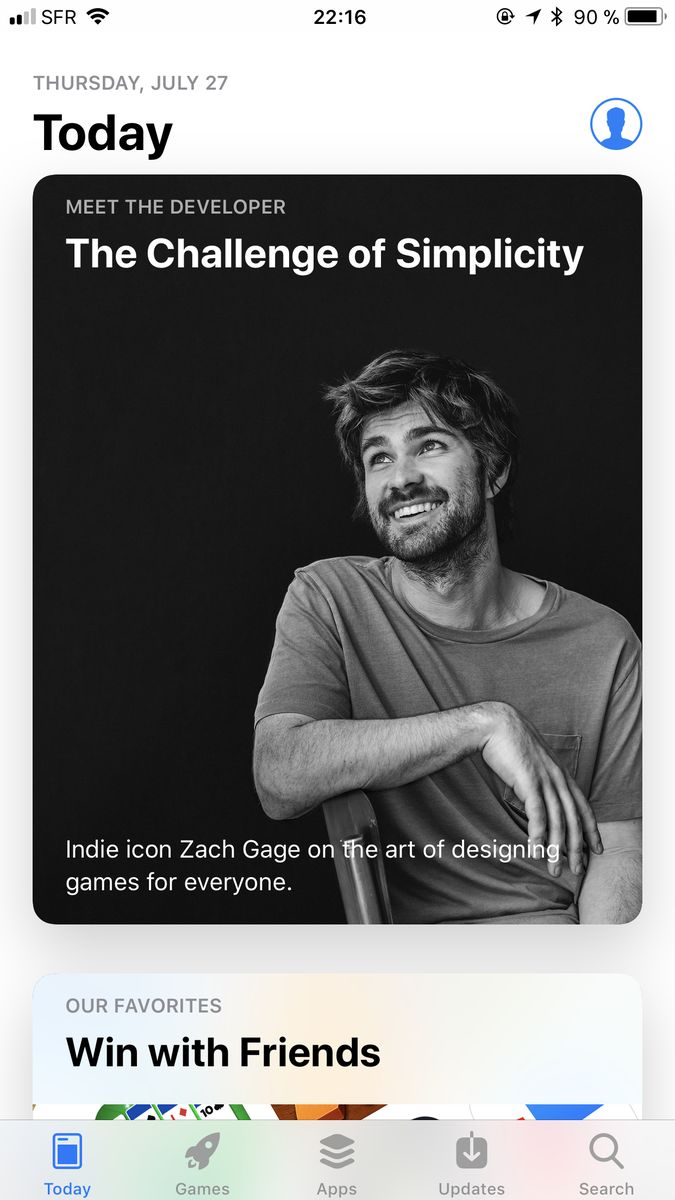 SFR 22:16 90 %
THURSDAY, JULY 27
Today
MEET THE DEVELOPER
The Challenge of Simplicity
Indie icon Zach Gage on the art of designing
games for everyone.
OUR FAVORITES
Win with Friends
10
Today Games Apps Updates Search